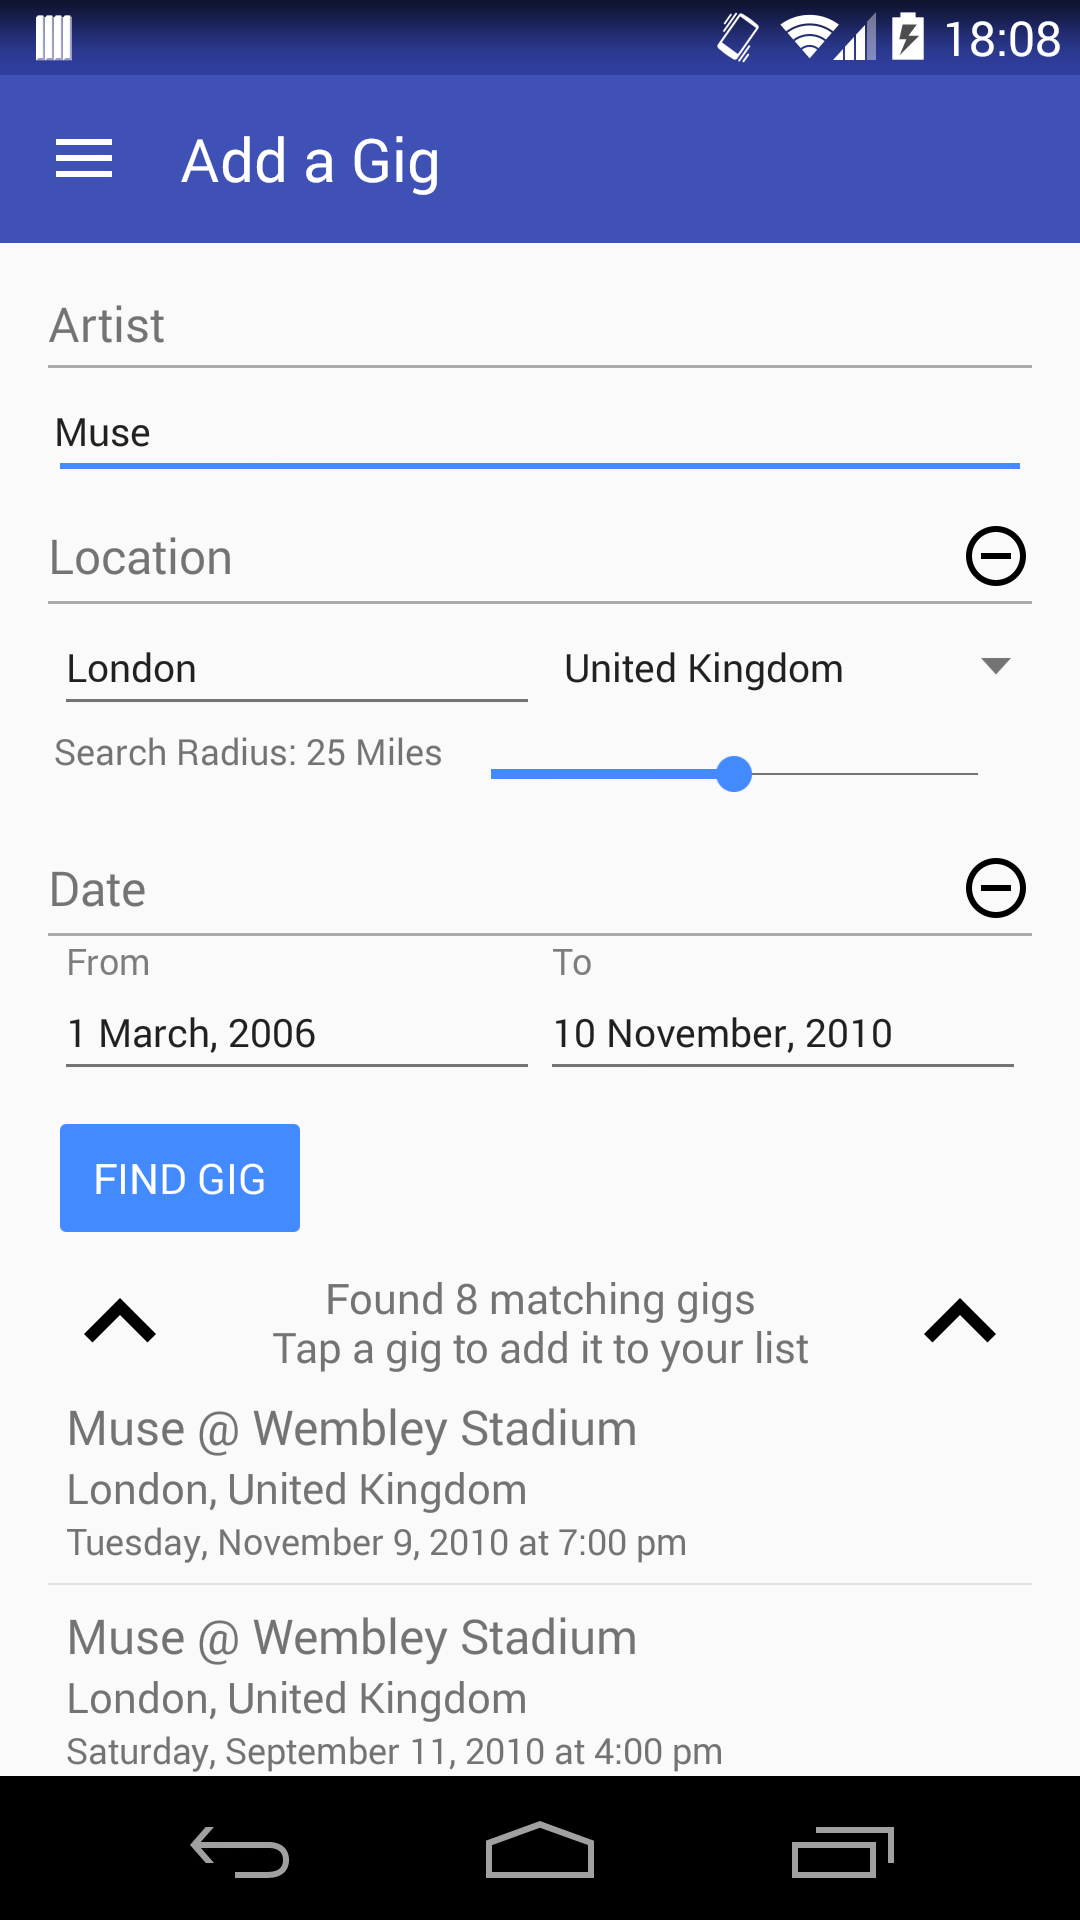 18:08
Add a Gig
Artist
Muse
Location
London
United Kingdom
Search Radius: 25 Miles
Date
From
To
1 March, 2006
10 November, 2010
FIND GIG
Found 8 matching gigs
Tap a gig to add it to your list
Muse @ Wembley Stadium
London, United Kingdom
Tuesday, November 9, 2010 at 7:00 pm
Muse @ Wembley Stadium
London, United Kingdom
Saturday, September 11, 2010 at 4:00 pm